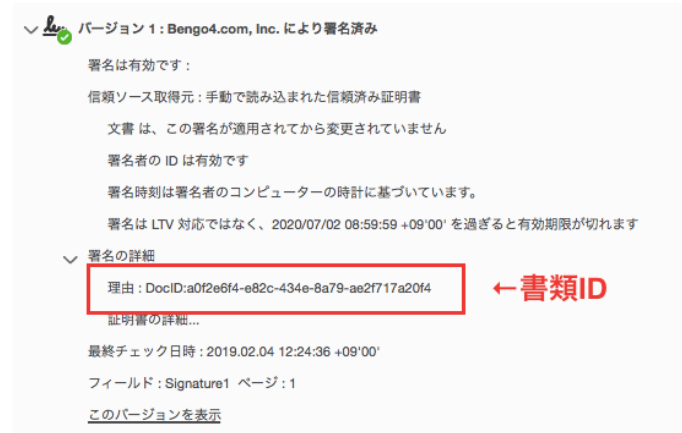 バージョン 1 : Bengo4.com, Inc. により署名済み
署名は有効です :
信頼ソース取得元 : 手動で読み込まれた信頼済み証明書
文書 は、この署名が適用されてから変更されていません
署名者の ID は有効です
署名時刻は署名者のコンピューターの時計に基づいています。
署名は LTV 対応ではなく、2020/07/02 08:59:59 +09'00' を過ぎると有効期限が切れます
署名の詳細
理由 : DocID:a0f2e6f4-e82c-434e-8a79-ae2f717a20f4 ←書類ID
証明書の詳細...
最終チェック日時 : 2019.02.04 12:24:36 +09'00'
フィールド : Signature1 ページ : 1
このバージョンを表示